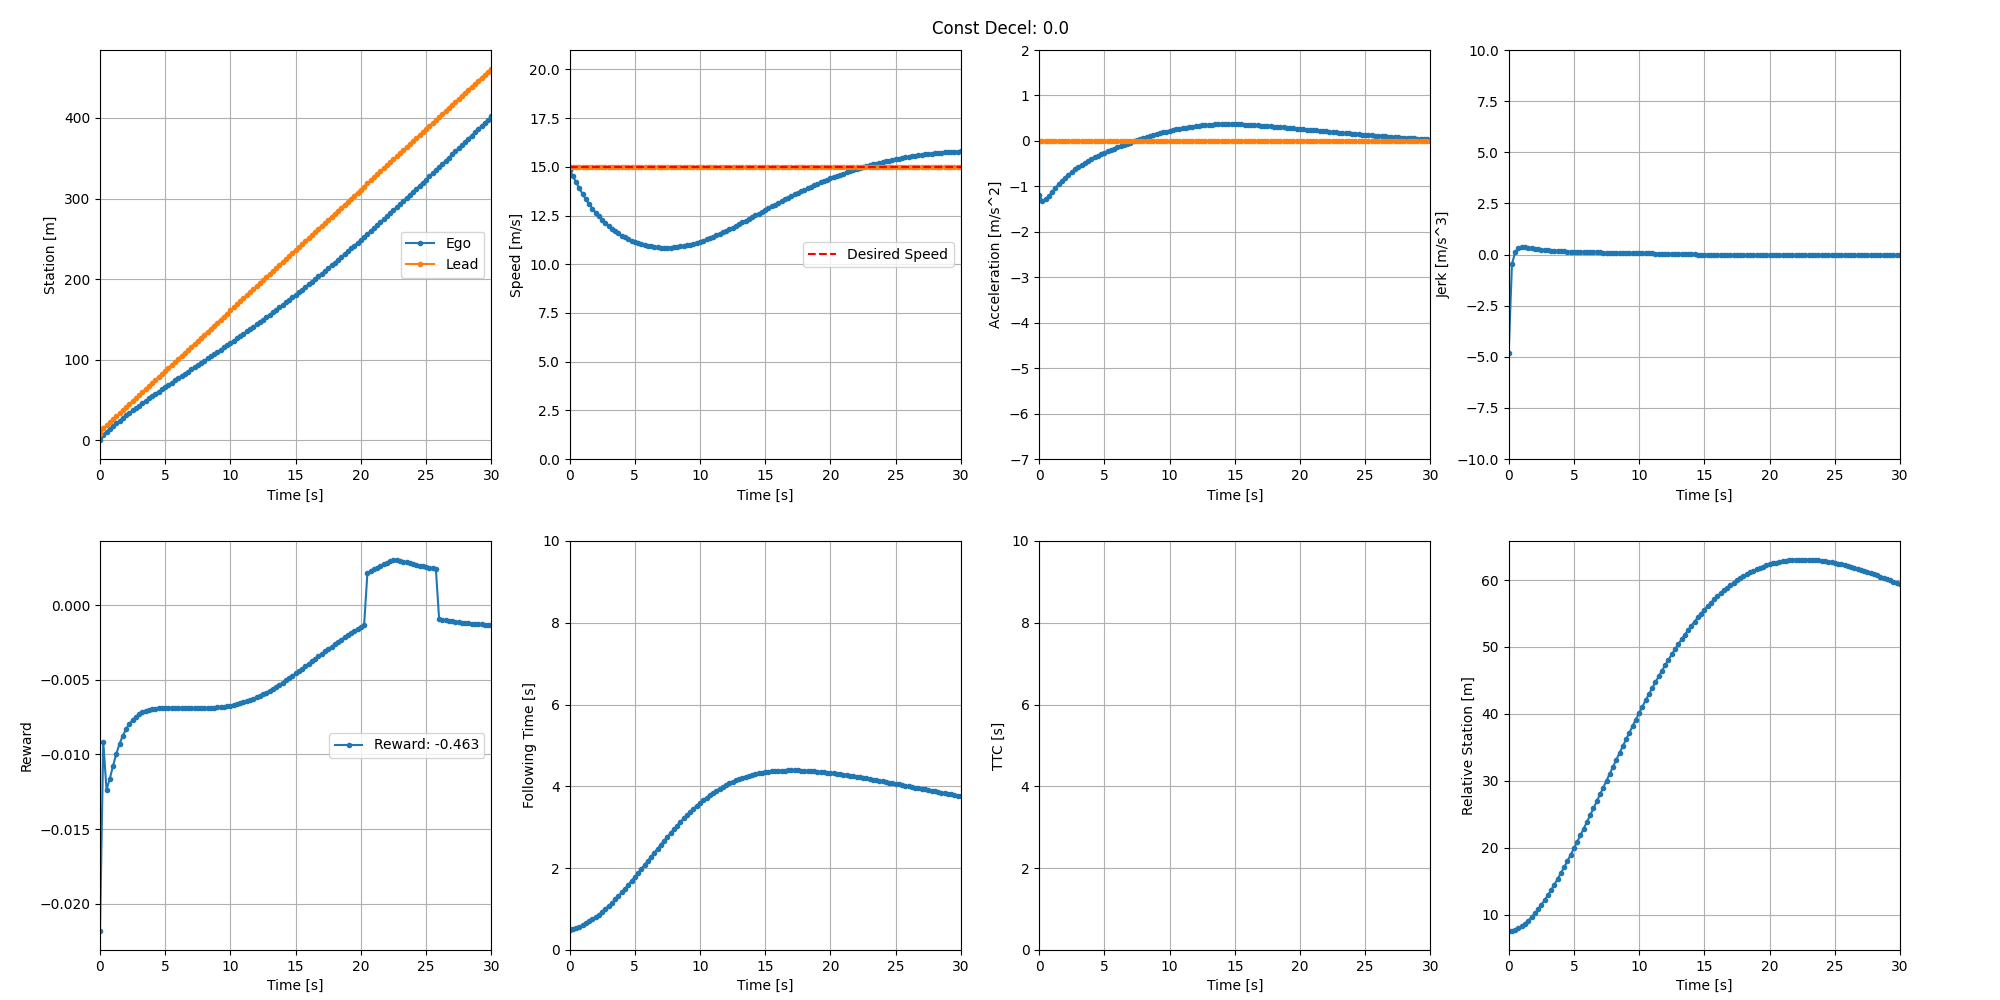 Const Decel: 0.0
Station [m]
400
300
200
100
0
Ego
Lead
0 5 10 15 20 25 30
Time [s]
Speed [m/s]
20.0
17.5
15.0
12.5
10.0
7.5
5.0
2.5
0.0
Desired Speed
0 5 10 15 20 25 30
Time [s]
Acceleration [m/s^2]
2
1
0
−1
−2
−3
−4
−5
−6
−7
0 5 10 15 20 25 30
Time [s]
Jerk [m/s^3]
10.0
7.5
5.0
2.5
0.0
−2.5
−5.0
−7.5
−10.0
0 5 10 15 20 25 30
Time [s]
Reward
0.000
−0.005
−0.010
−0.015
−0.020
Reward: -0.463
0 5 10 15 20 25 30
Time [s]
Following Time [s]
10
8
6
4
2
0
0 5 10 15 20 25 30
Time [s]
TTC [s]
10
8
6
4
2
0
0 5 10 15 20 25 30
Time [s]
Relative Station [m]
60
50
40
30
20
10
0 5 10 15 20 25 30
Time [s]